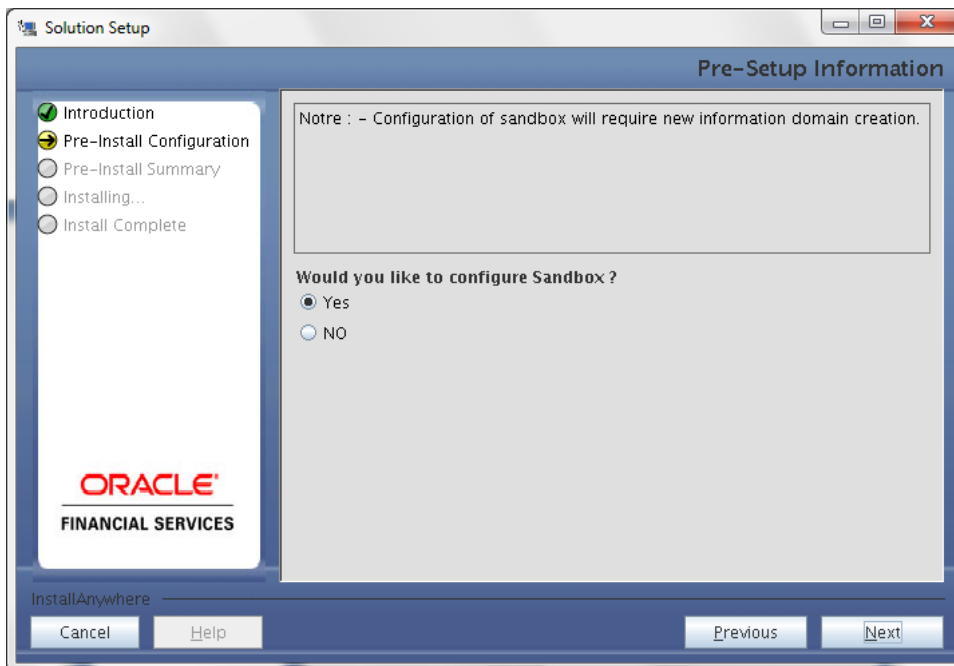 Solution Setup
Pre-Setup Information
Introduction
Pre-Install Configuration
Pre-Install Summary
Installing...
Install Complete
ORACLE'
FINANCIAL SERVICES
Notre : - Configuration of sandbox will require new information domain creation.
Would you like to configure Sandbox ?
Yes
NO
InstallAnywhere
Cancel
Help
Previous
Next